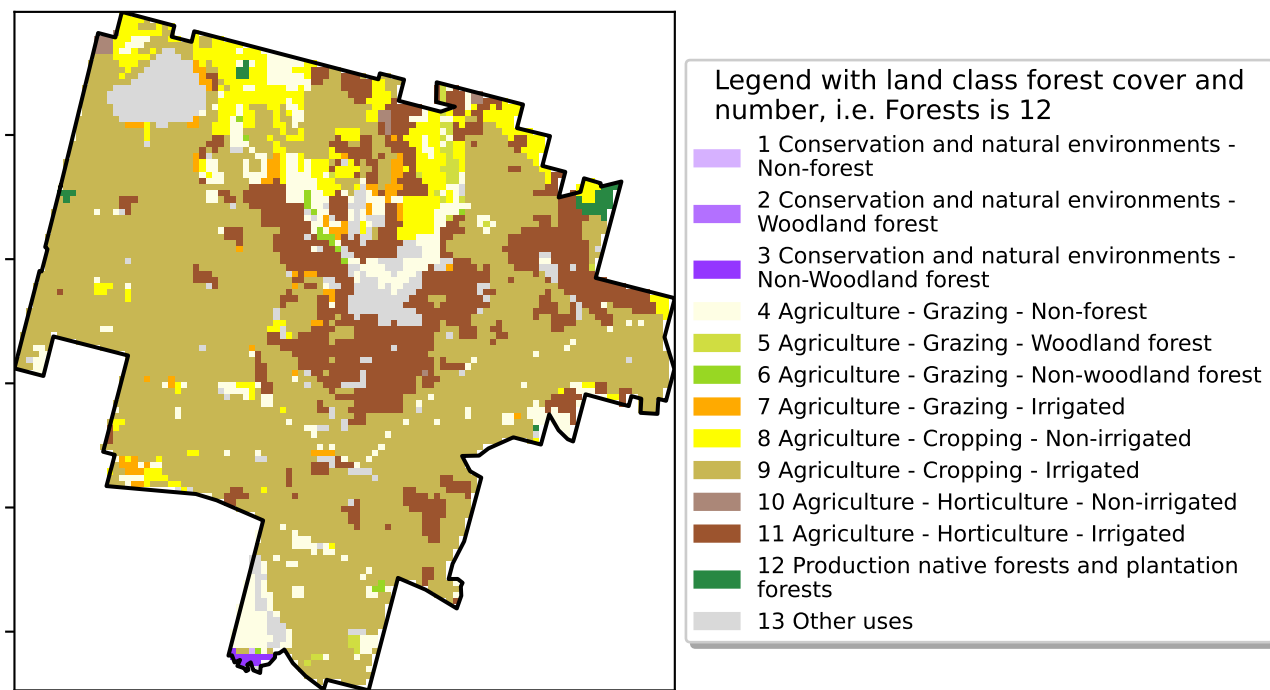 Legend with land class forest cover and
number, i.e. Forests is 12
1 Conservation and natural environments -
Non-forest
2 Conservation and natural environments -
Woodland forest
3 Conservation and natural environments -
Non-Woodland forest
4 Agriculture - Grazing - Non-forest
5 Agriculture - Grazing - Woodland forest
6 Agriculture - Grazing - Non-woodland forest
7 Agriculture - Grazing - Irrigated
8 Agriculture - Cropping - Non-irrigated
9 Agriculture - Cropping - Irrigated
10 Agriculture - Horticulture - Non-irrigated
11 Agriculture - Horticulture - Irrigated
12 Production native forests and plantation
forests
13 Other uses